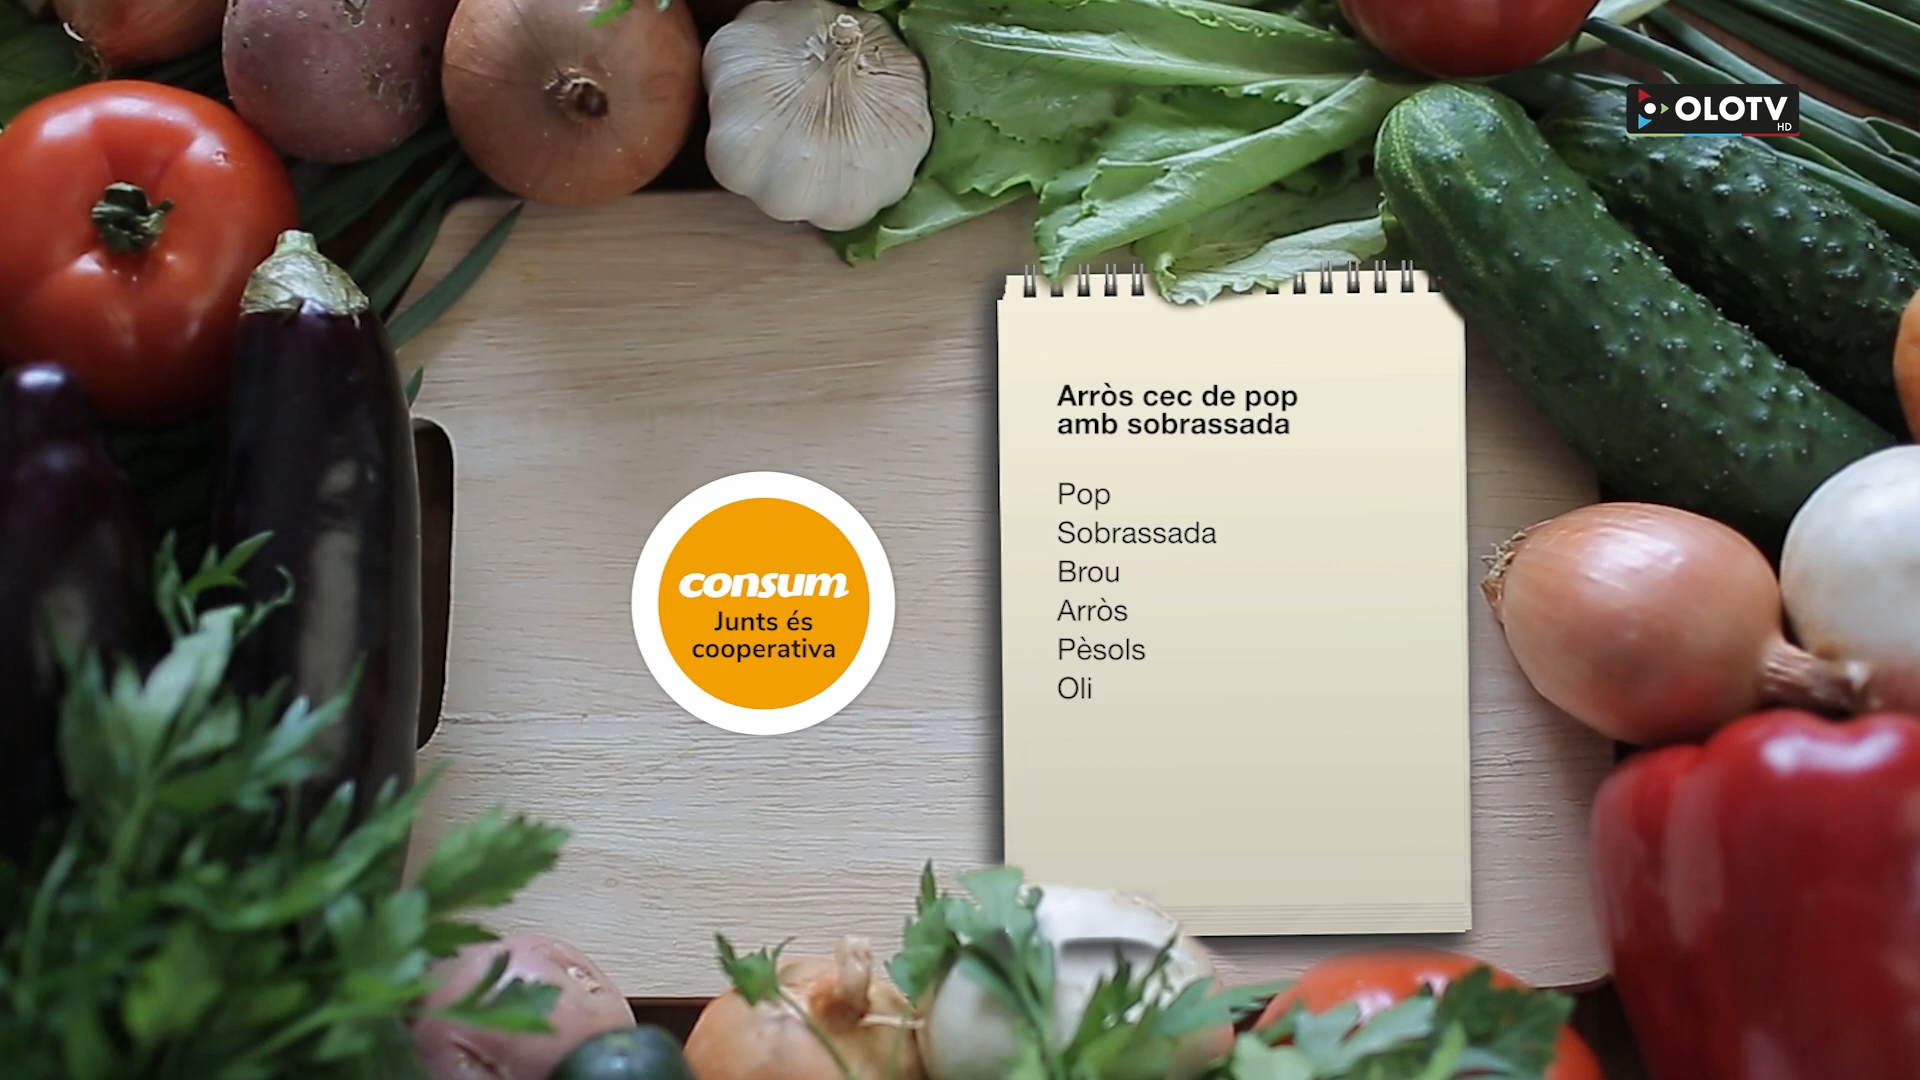 OLOTV
HD
Arròs cec de pop
amb sobrassada
Pop
Sobrassada
Brou
Arròs
Pèsols
Oli
consum
Junts és
cooperativa